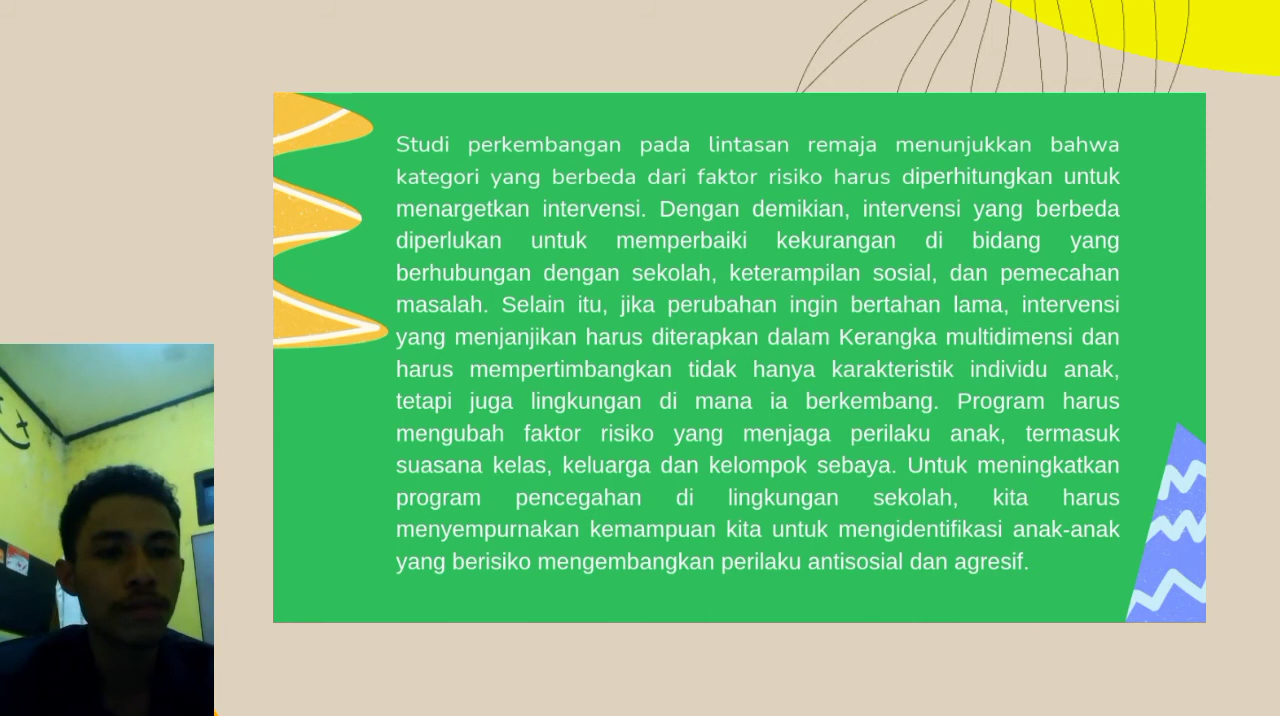 Studi perkembangan pada lintasan remaja menunjukkan bahwa
kategori yang berbeda dari faktor risiko harus diperhitungkan untuk
menargetkan intervensi. Dengan demikian, intervensi yang berbeda
diperlukan untuk memperbaiki kekurangan di bidang yang
berhubungan dengan sekolah, keterampilan sosial, dan pemecahan
masalah. Selain itu, jika perubahan ingin bertahan lama, intervensi
yang menjanjikan harus diterapkan dalam Kerangka multidimensi dan
harus mempertimbangkan tidak hanya karakteristik individu anak,
tetapi juga lingkungan di mana ia berkembang. Program harus
mengubah faktor risiko yang menjaga perilaku anak, termasuk
suasana kelas, keluarga dan kelompok sebaya. Untuk meningkatkan
program pencegahan di lingkungan sekolah, kita harus
menyempurnakan kemampuan kita untuk mengidentifikasi anak-anak
yang berisiko mengembangkan perilaku antisosial dan agresif.